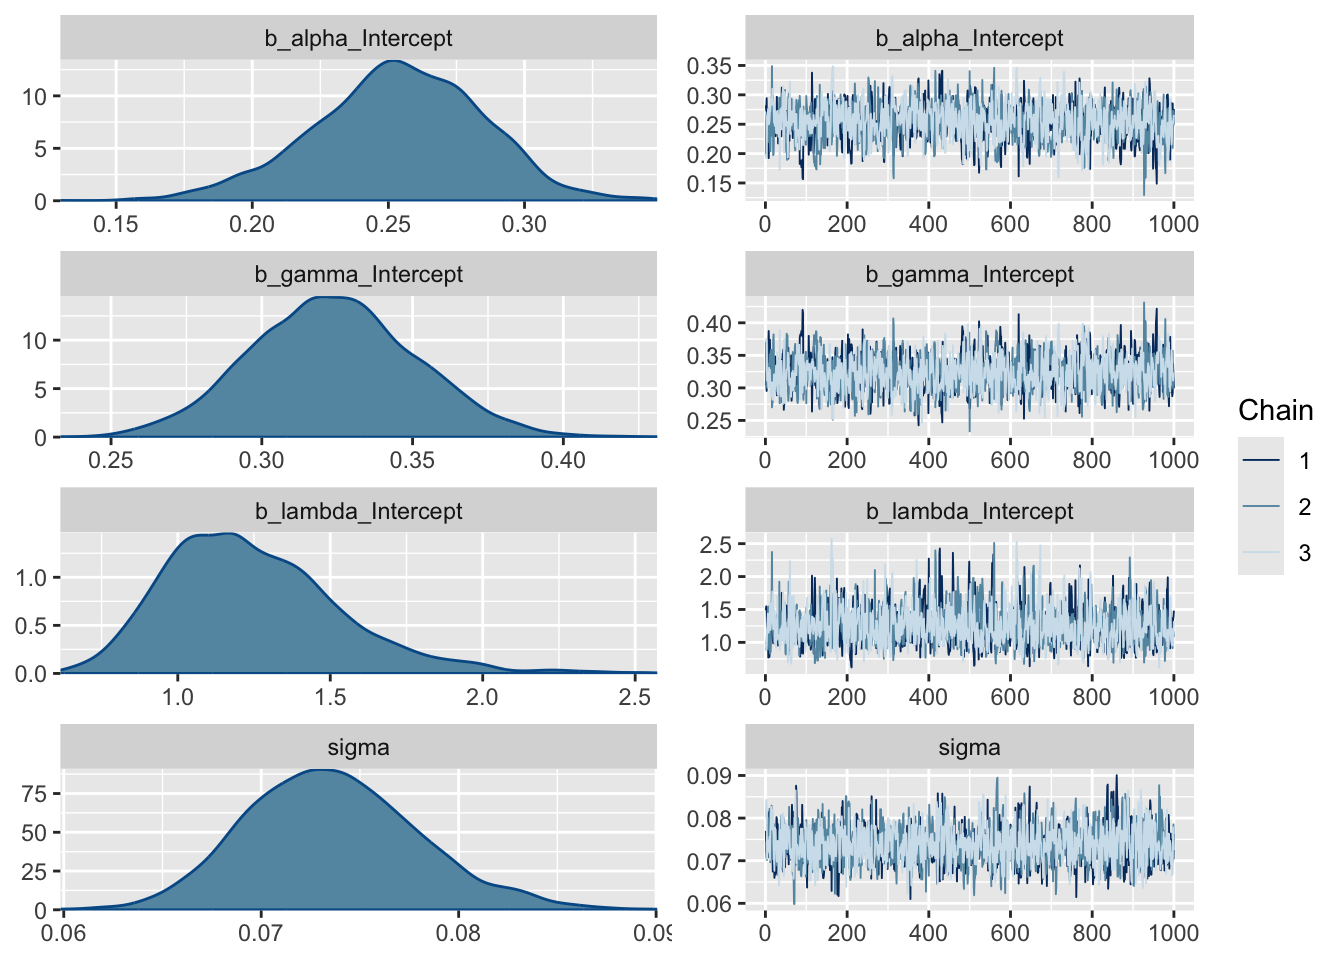 b_alpha_Intercept
10
5
0
0.15 0.20 0.25 0.30
b_alpha_Intercept
0.35
0.30
0.25
0.20
0.15
0 200 400 600 800 1000
b_gamma_Intercept
10
5
0
0.25 0.30 0.35 0.40
b_gamma_Intercept
0.40
0.35
0.30
0.25
0 200 400 600 800 1000
b_lambda_Intercept
1.0
0.5
0.0
1.0 1.5 2.0 2.5
b_lambda_Intercept
2.5
2.0
1.5
1.0
0 200 400 600 800 1000
sigma
75
50
25
0
0.06 0.07 0.08
sigma
0.09
0.08
0.07
0.06
0 200 400 600 800 1000
Chain
1
2
3